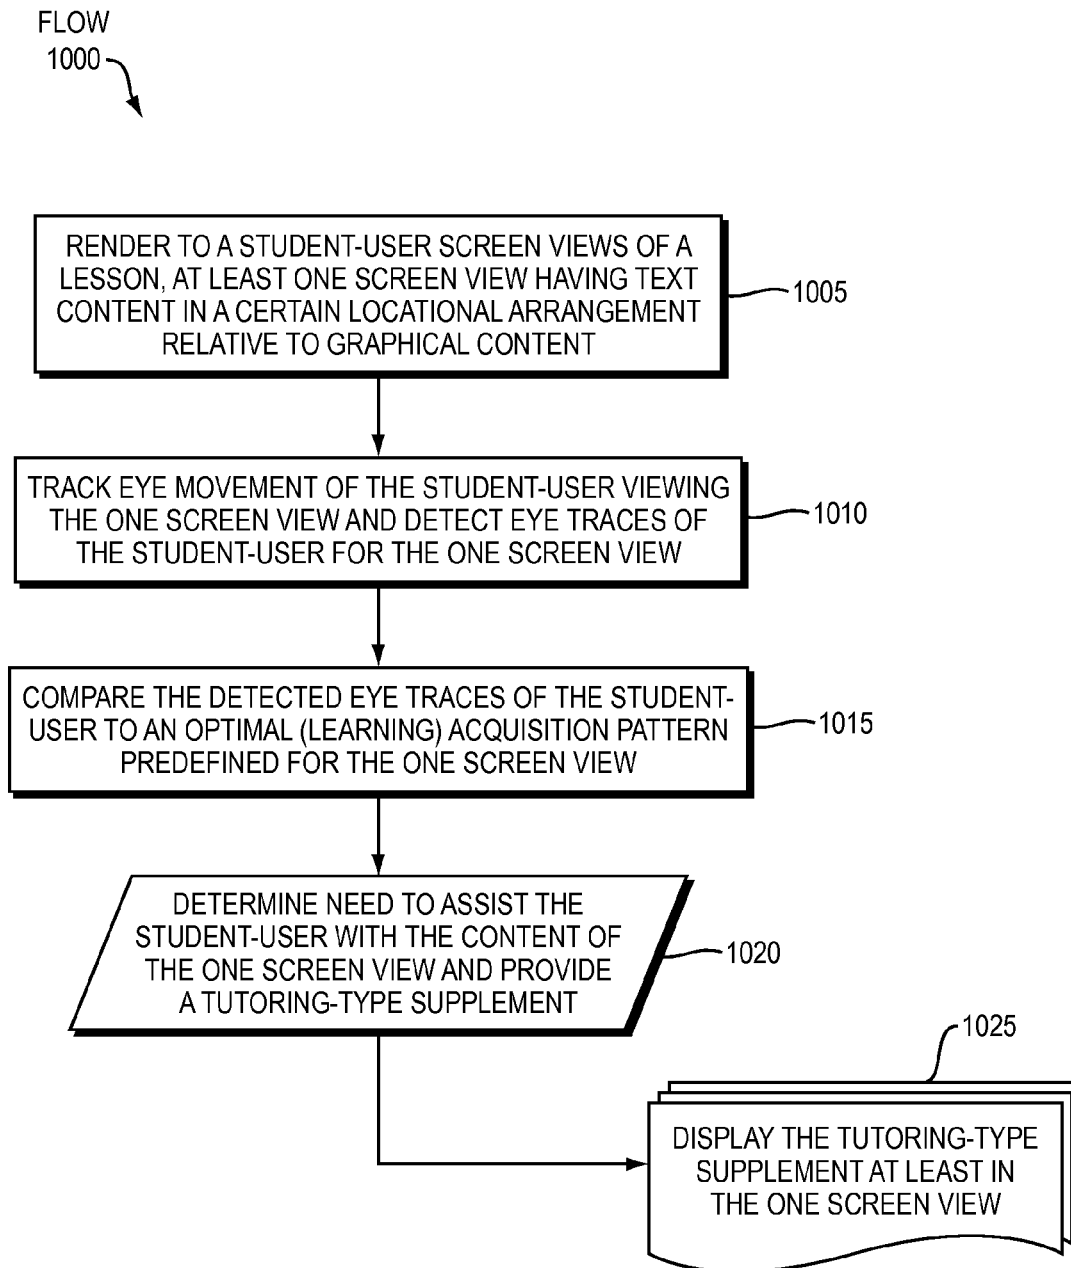 FLOW
1000
RENDER TO A STUDENT-USER SCREEN VIEWS OF A
LESSON, AT LEAST ONE SCREEN VIEW HAVING TEXT
CONTENT IN A CERTAIN LOCATIONAL ARRANGEMENT
RELATIVE TO GRAPHICAL CONTENT
1005
TRACK EYE MOVEMENT OF THE STUDENT-USER VIEWING
THE ONE SCREEN VIEW AND DETECT EYE TRACES OF
THE STUDENT-USER FOR THE ONE SCREEN VIEW
1010
COMPARE THE DETECTED EYE TRACES OF THE STUDENT-
USER TO AN OPTIMAL (LEARNING) ACQUISITION PATTERN
PREDEFINED FOR THE ONE SCREEN VIEW
1015
DETERMINE NEED TO ASSIST THE
STUDENT-USER WITH THE CONTENT OF
THE ONE SCREEN VIEW AND PROVIDE
A TUTORING-TYPE SUPPLEMENT
1020
1025
DISPLAY THE TUTORING-TYPE
SUPPLEMENT AT LEAST IN
THE ONE SCREEN VIEW